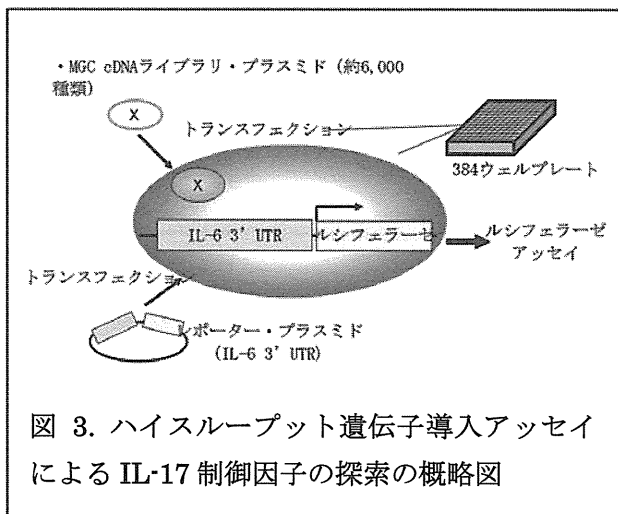 ・MGC cDNAライブラリ・プラスミド (約6,000
種類)
X
トランスフェクション
X
384ウェルプレート
IL-6 3' UTR
ルシフェラーゼ
ルシフェラーゼ
アッセイ
トランスフェクション
レポーター・プラスミド
(IL-6 3' UTR)
図 3. ハイスループット遺伝子導入アッセイ
による IL-17 制御因子の探索の概略図